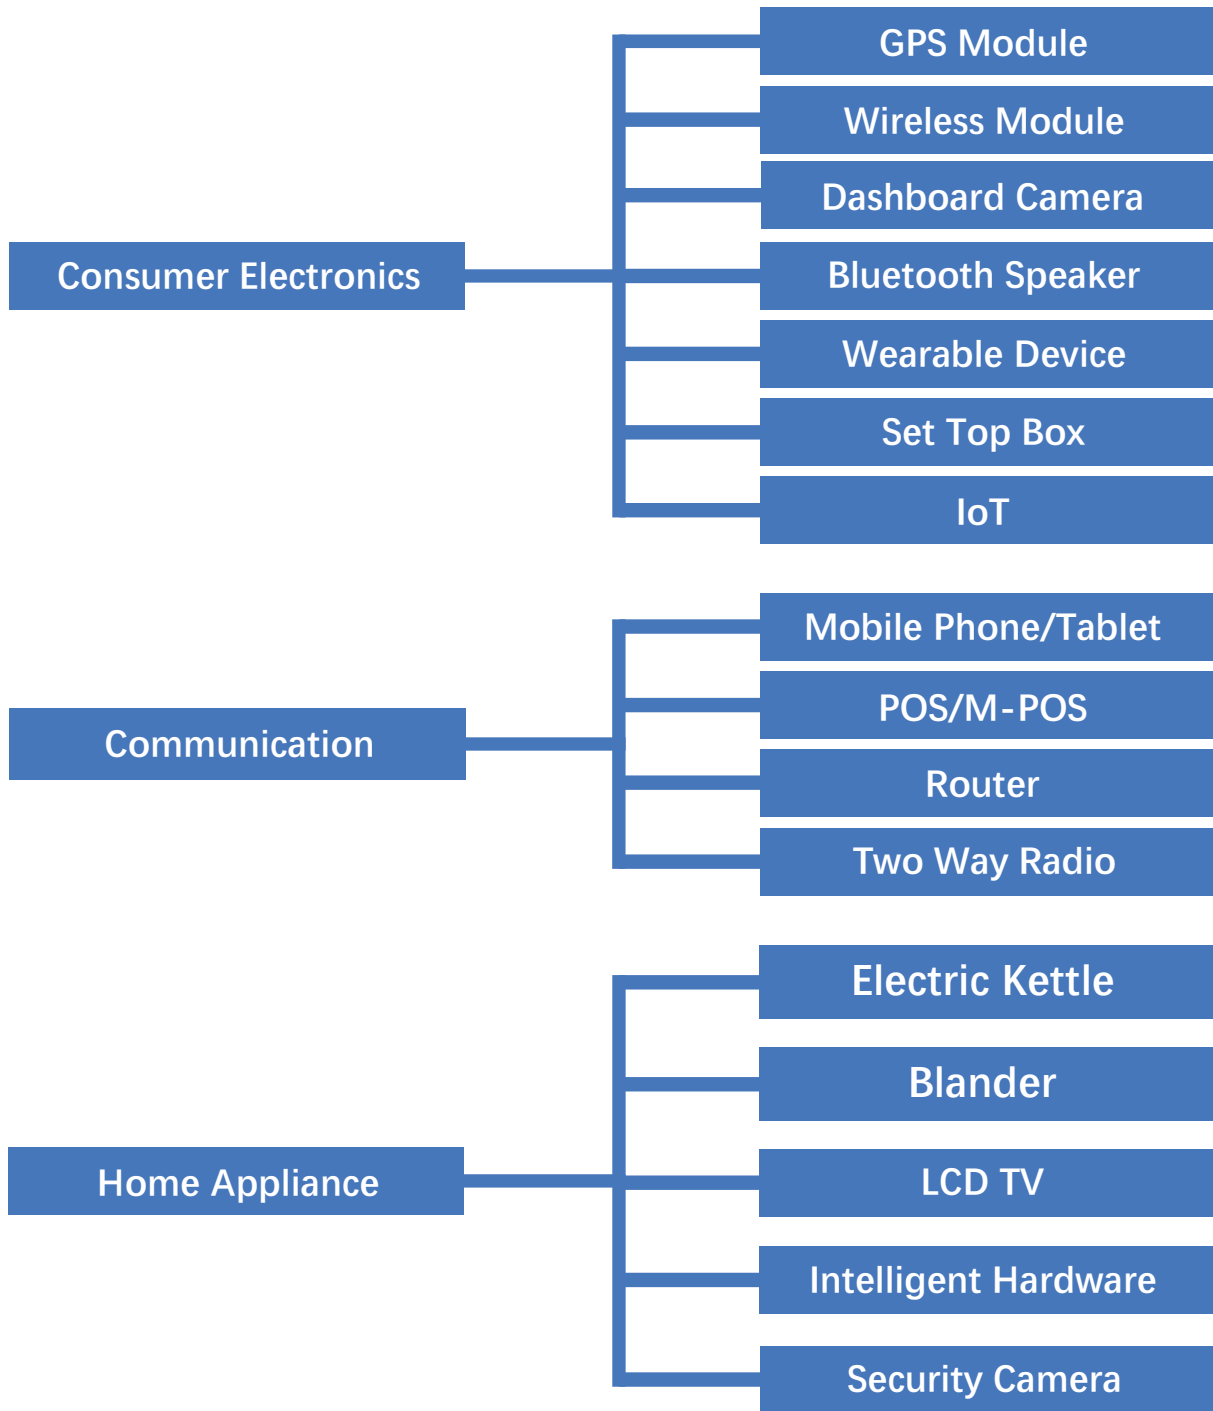 Consumer Electronics
GPS Module
Wireless Module
Dashboard Camera
Bluetooth Speaker
Wearable Device
Set Top Box
IoT
Communication
Mobile Phone/Tablet
POS/M-POS
Router
Two Way Radio
Home Appliance
Electric Kettle
Blander
LCD TV
Intelligent Hardware
Security Camera